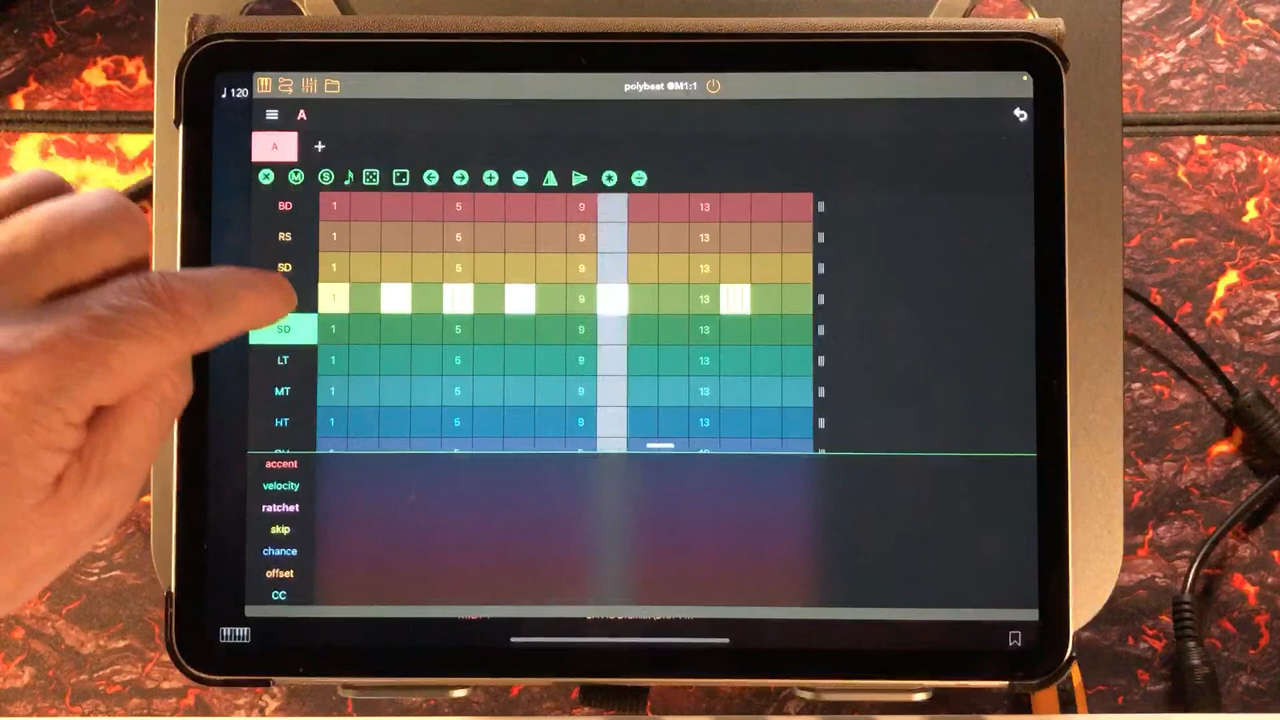 ♩ 120
polybeat @M1:1
A
A +
M S
BD 1 5 9 13
RS 1 5 9 13
SD 1 5 9 13
1 9 13
SD 1 5 9 13
LT 1 5 9 13
MT 1 5 9 13
HT 1 5 9 13
accent
velocity
ratchet
skip
chance
offset
CC